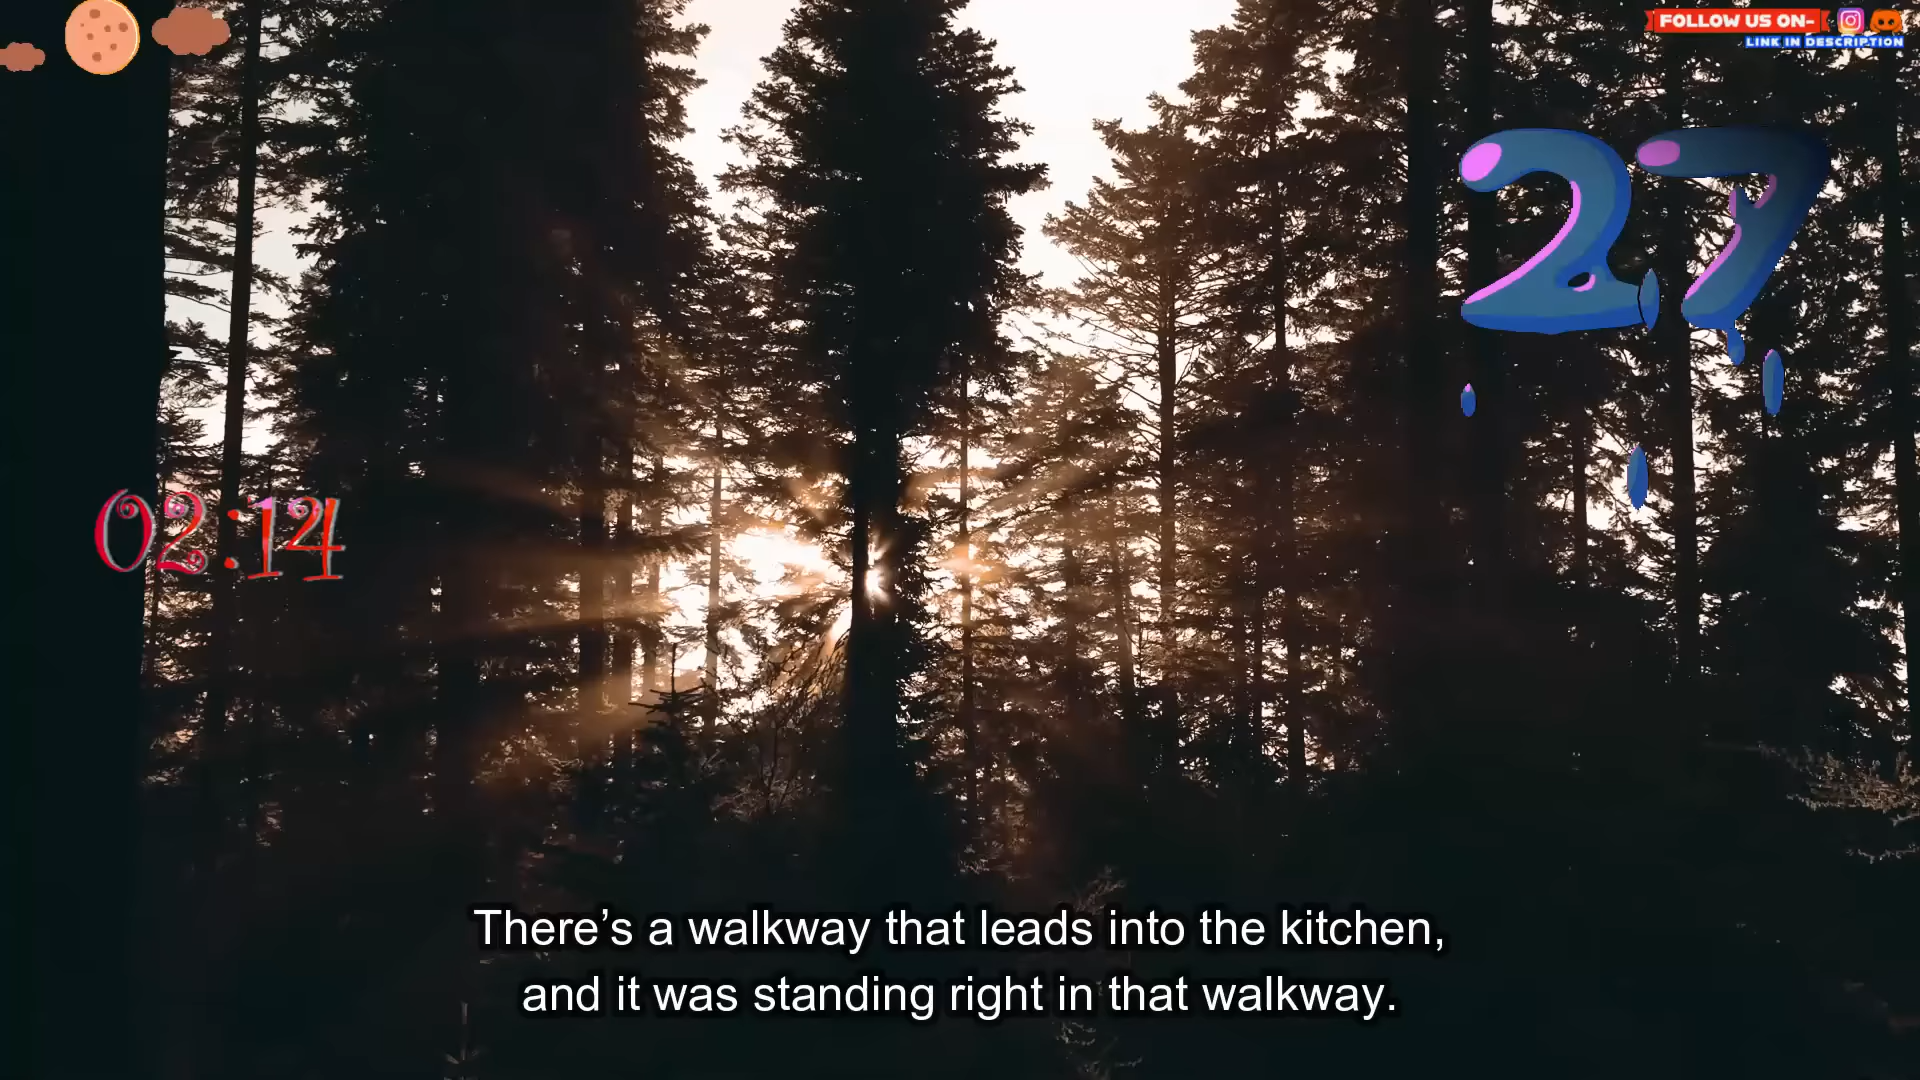 FOLLOW US ON-
LINK IN DESCRIPTION
27
02:14
There’s a walkway that leads into the kitchen,
and it was standing right in that walkway.